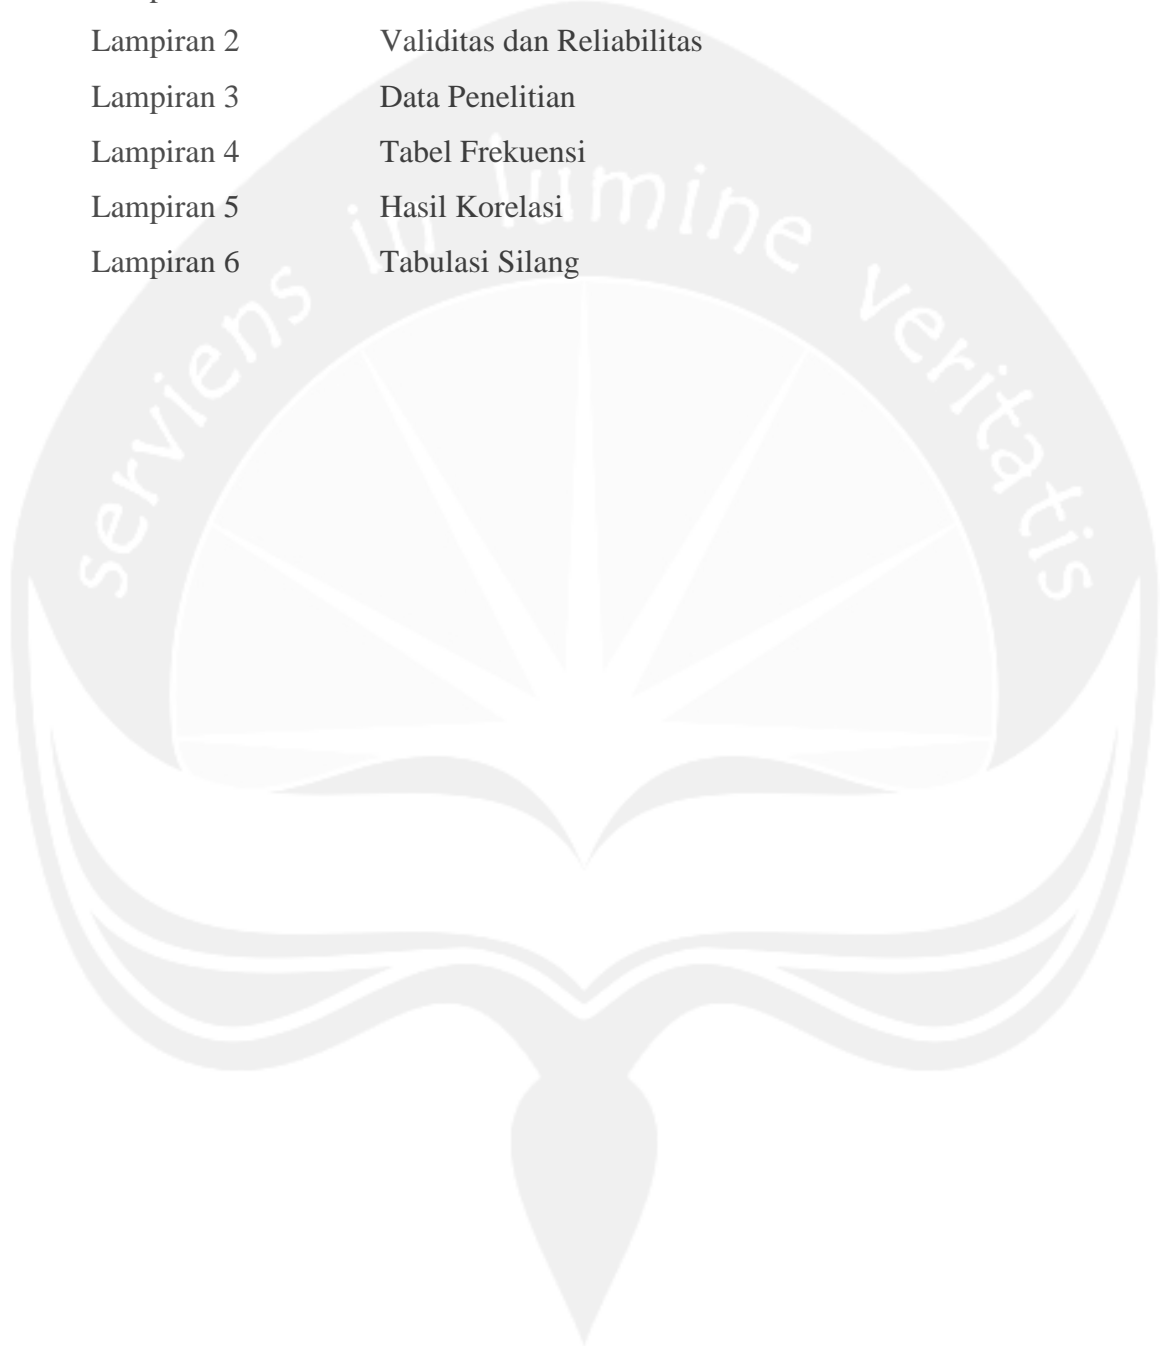 Lampiran 2 Validitas dan Reliabilitas
Lampiran 3 Data Penelitian
Lampiran 4 Tabel Frekuensi
Lampiran 5 Hasil Korelasi
Lampiran 6 Tabulasi Silang
serviens in lumine veritatis